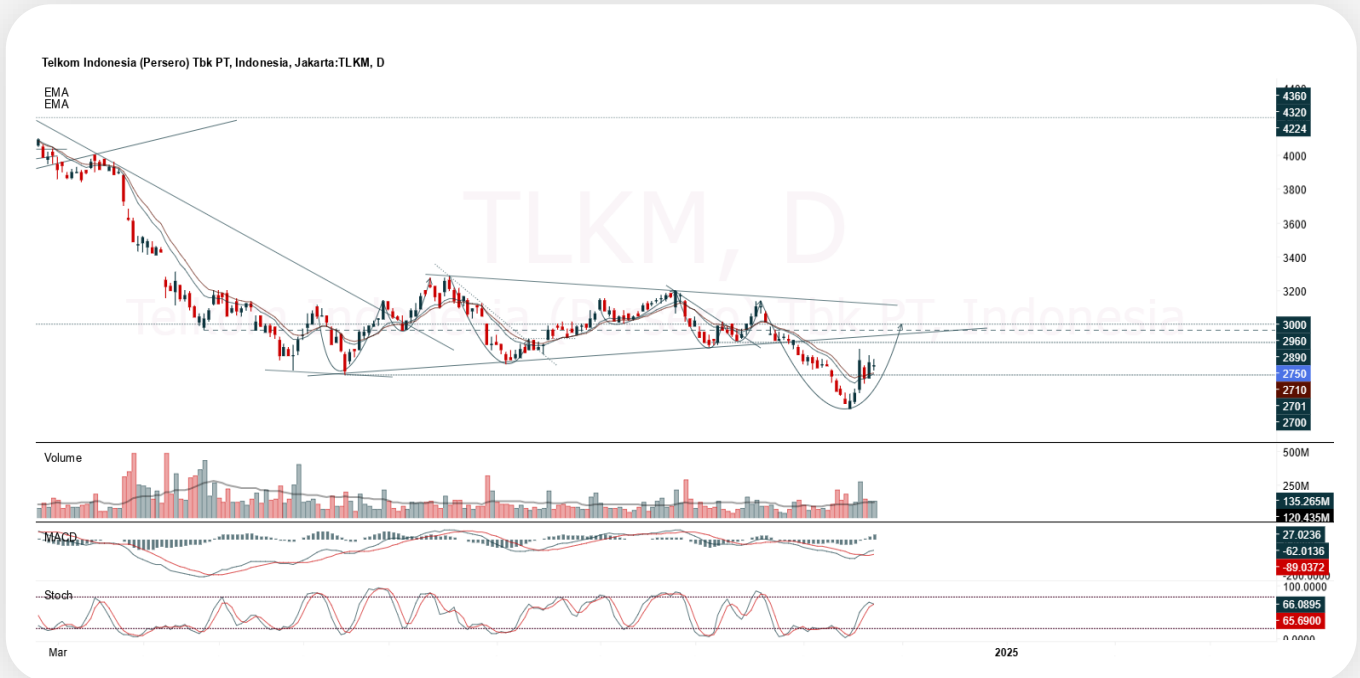 Telkom Indonesia (Persero) Tbk PT, Indonesia, Jakarta:TLKM, D
EMA
EMA
TLKM, D
Telkom Indonesia (Persero) Tbk PT, Indonesia
4400
4360
4320
4224
4000
3800
3600
3400
3200
3000
2960
2890
2750
2710
2701
2700
Volume
500M
250M
135.265M
120.435M
MACD
27.0236
-62.0136
-89.0372
-200.0000
Stoch
100.0000
66.0895
65.6900
0.0000
Mar
2025